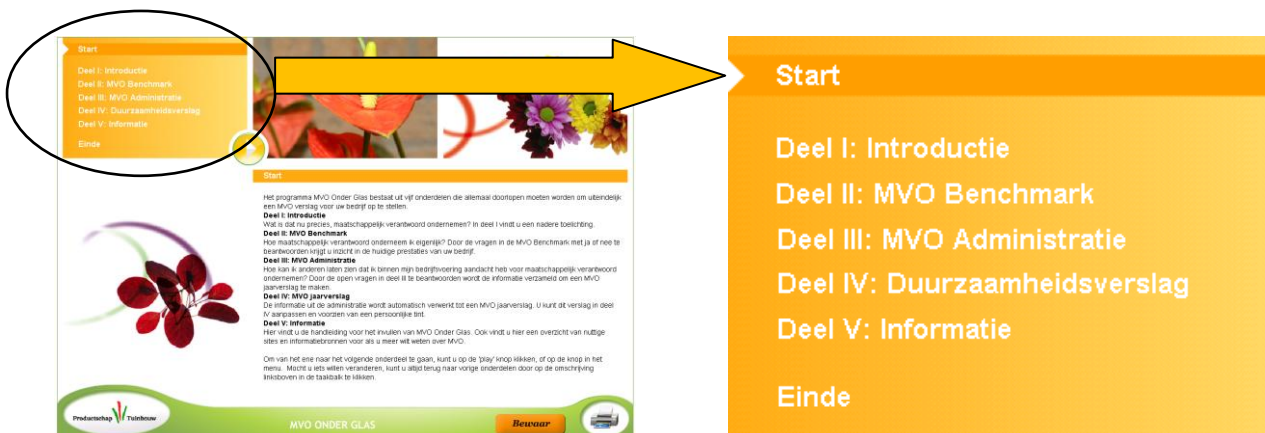 Start
Deel I: Introductie
Deel II: MVO Benchmark
Deel III: MVO Administratie
Deel IV: Duurzaamheidsverslag
Deel V: Informatie
Einde
Start
Het programma MVO Onder Glas bestaat uit vijf onderdelen die allemaal doorlopen moeten worden om uiteindelijk
een MVO verslag voor uw bedrijf op te stellen.
Deel I: Introductie
Wat is dat nu precies, maatschappelijk verantwoord ondernemen? In deel I vindt u een nadere toelichting.
Deel II: MVO Benchmark
Hoe maatschappelijk verantwoord onderneem ik eigenlijk? Door de vragen in de MVO Benchmark met ja of nee te
beantwoorden krijgt u inzicht in de huidige prestaties van uw bedrijf.
Deel III: MVO Administratie
Hoe kan ik anderen laten zien dat ik binnen mijn bedrijfsvoering aandacht heb voor maatschappelijk verantwoord
ondernemen? Door de open vragen in deel III te beantwoorden wordt de informatie verzameld om een MVO
jaarverslag te maken.
Deel IV: MVO jaarverslag
De informatie uit de administratie wordt automatisch verwerkt tot een MVO jaarverslag. U kunt dit verslag in deel
IV aanpassen en voorzien van een persoonlijke tint.
Deel V: Informatie
Hier vindt u de handleiding voor het invullen van MVO Onder Glas. Ook vindt u hier een overzicht van nuttige
sites en informatiebronnen voor als u meer wilt weten over MVO.
Om van het ene naar het volgende onderdeel te gaan, kunt u op de 'play' knop klikken, of op de knop in het
menu. Mocht u iets willen veranderen, kunt u altijd terug naar vorige onderdelen door op de omschrijving
linksboven in de taakbalk te klikken.
Productschap Tuinbouw
MVO ONDER GLAS
Bewaar
Start
Deel I: Introductie
Deel II: MVO Benchmark
Deel III: MVO Administratie
Deel IV: Duurzaamheidsverslag
Deel V: Informatie
Einde